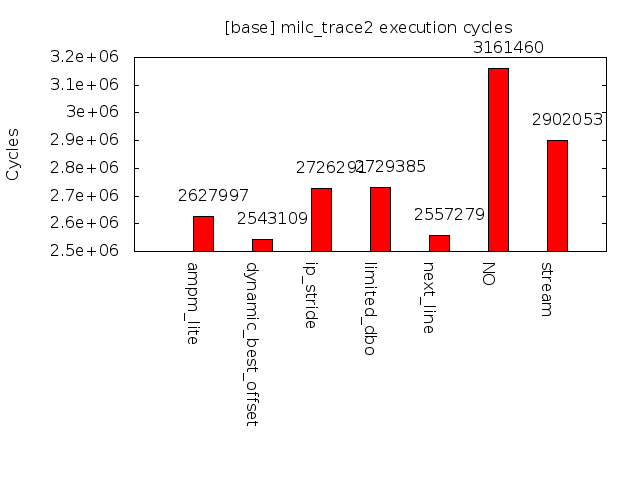 [base] milc_trace2 execution cycles
Cycles
3.2e+06
3.1e+06
3e+06
2.9e+06
2.8e+06
2.7e+06
2.6e+06
2.5e+06
2627997
2543109
2726291
2729385
2557279
3161460
2902053
ampm_lite
dynamic_best_offset
ip_stride
limited_dbo
next_line
NO
stream